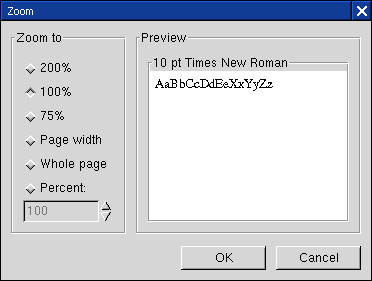 Zoom
Zoom to
200%
100%
75%
Page width
Whole page
Percent:
100
Preview
10 pt Times New Roman
AaBbCcDdEeXxYyZz
OK
Cancel